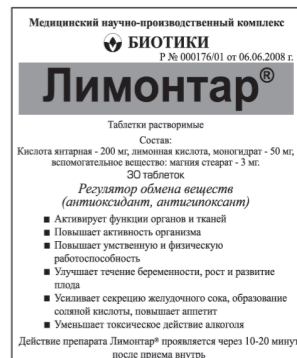 Медицинский научно-производственный комплекс
БИОТИКИ
Р № 000176/01 от 06.06.2008 г.
Лимонтар®
Таблетки растворимые
Состав:
Кислота янтарная - 200 мг, лимонная кислота, моногидрат - 50 мг,
вспомогательное вещество: магния стеарат - 3 мг.
30 таблеток
Регулятор обмена веществ
(антиоксидант, антигипоксант)
■ Активирует функции органов и тканей
■ Повышает активность организма
■ Повышает умственную и физическую
работоспособность
■ Улучшает течение беременности, рост и развитие
плода
■ Усиливает секрецию желудочного сока, образование
соляной кислоты, повышает аппетит
■ Уменьшает токсическое действие алкоголя
Действие препарата Лимонтар® проявляется через 10-20 минут
после приема внутрь